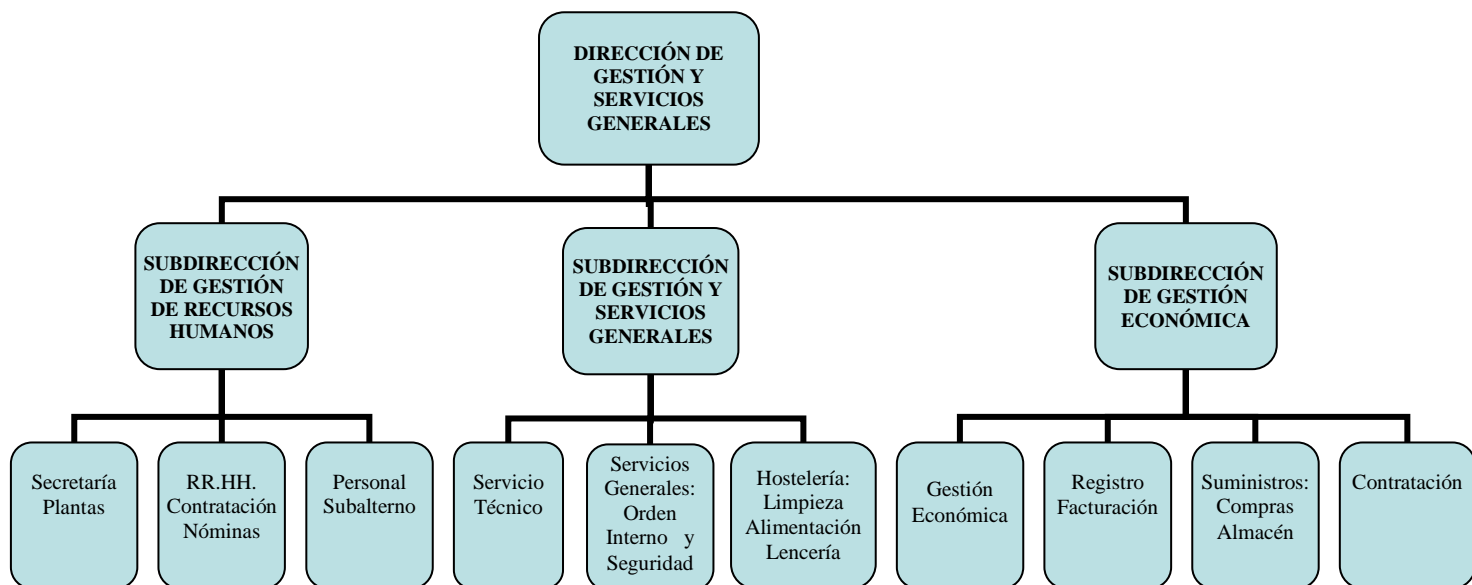 DIRECCIÓN DE
GESTIÓN Y
SERVICIOS
GENERALES
SUBDIRECCIÓN
DE GESTIÓN
DE RECURSOS
HUMANOS
SUBDIRECCIÓN
DE GESTIÓN Y
SERVICIOS
GENERALES
SUBDIRECCIÓN
DE GESTIÓN
ECONÓMICA
Secretaría
Plantas
RR.HH.
Contratación
Nóminas
Personal
Subalterno
Servicio
Técnico
Servicios
Generales:
Orden
Interno y
Seguridad
Hostelería:
Limpieza
Alimentación
Lencería
Gestión
Económica
Registro
Facturación
Suministros:
Compras
Almacén
Contratación